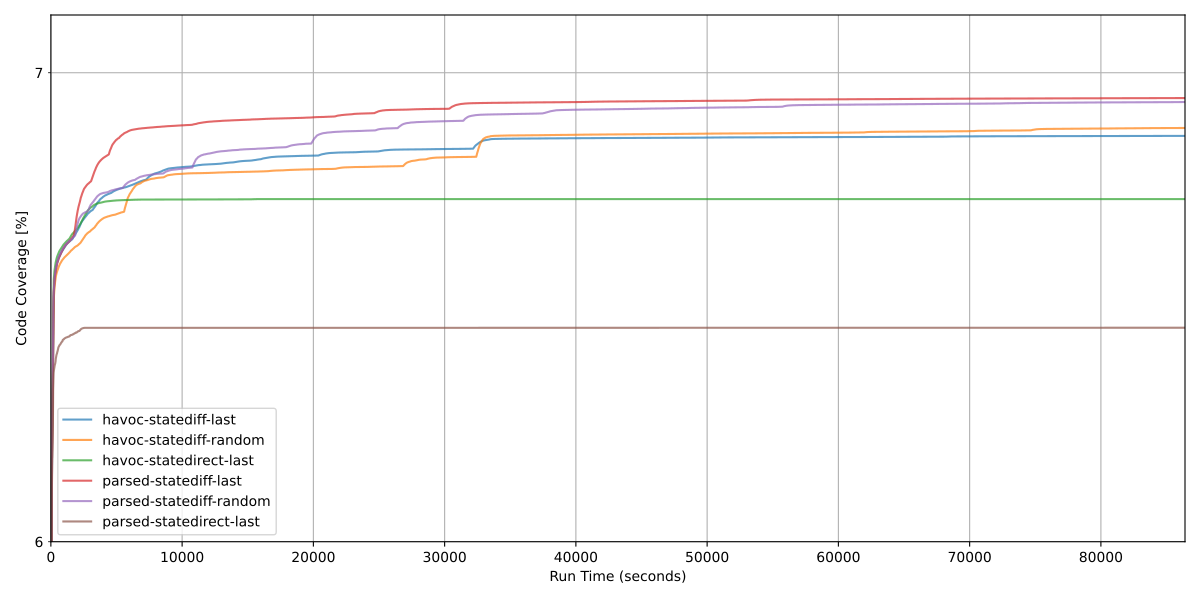 7
6
Code Coverage [%]
havoc-statediff-last
havoc-statediff-random
havoc-statedirect-last
parsed-statediff-last
parsed-statediff-random
parsed-statedirect-last
0 10000 20000 30000 40000 50000 60000 70000 80000
Run Time (seconds)